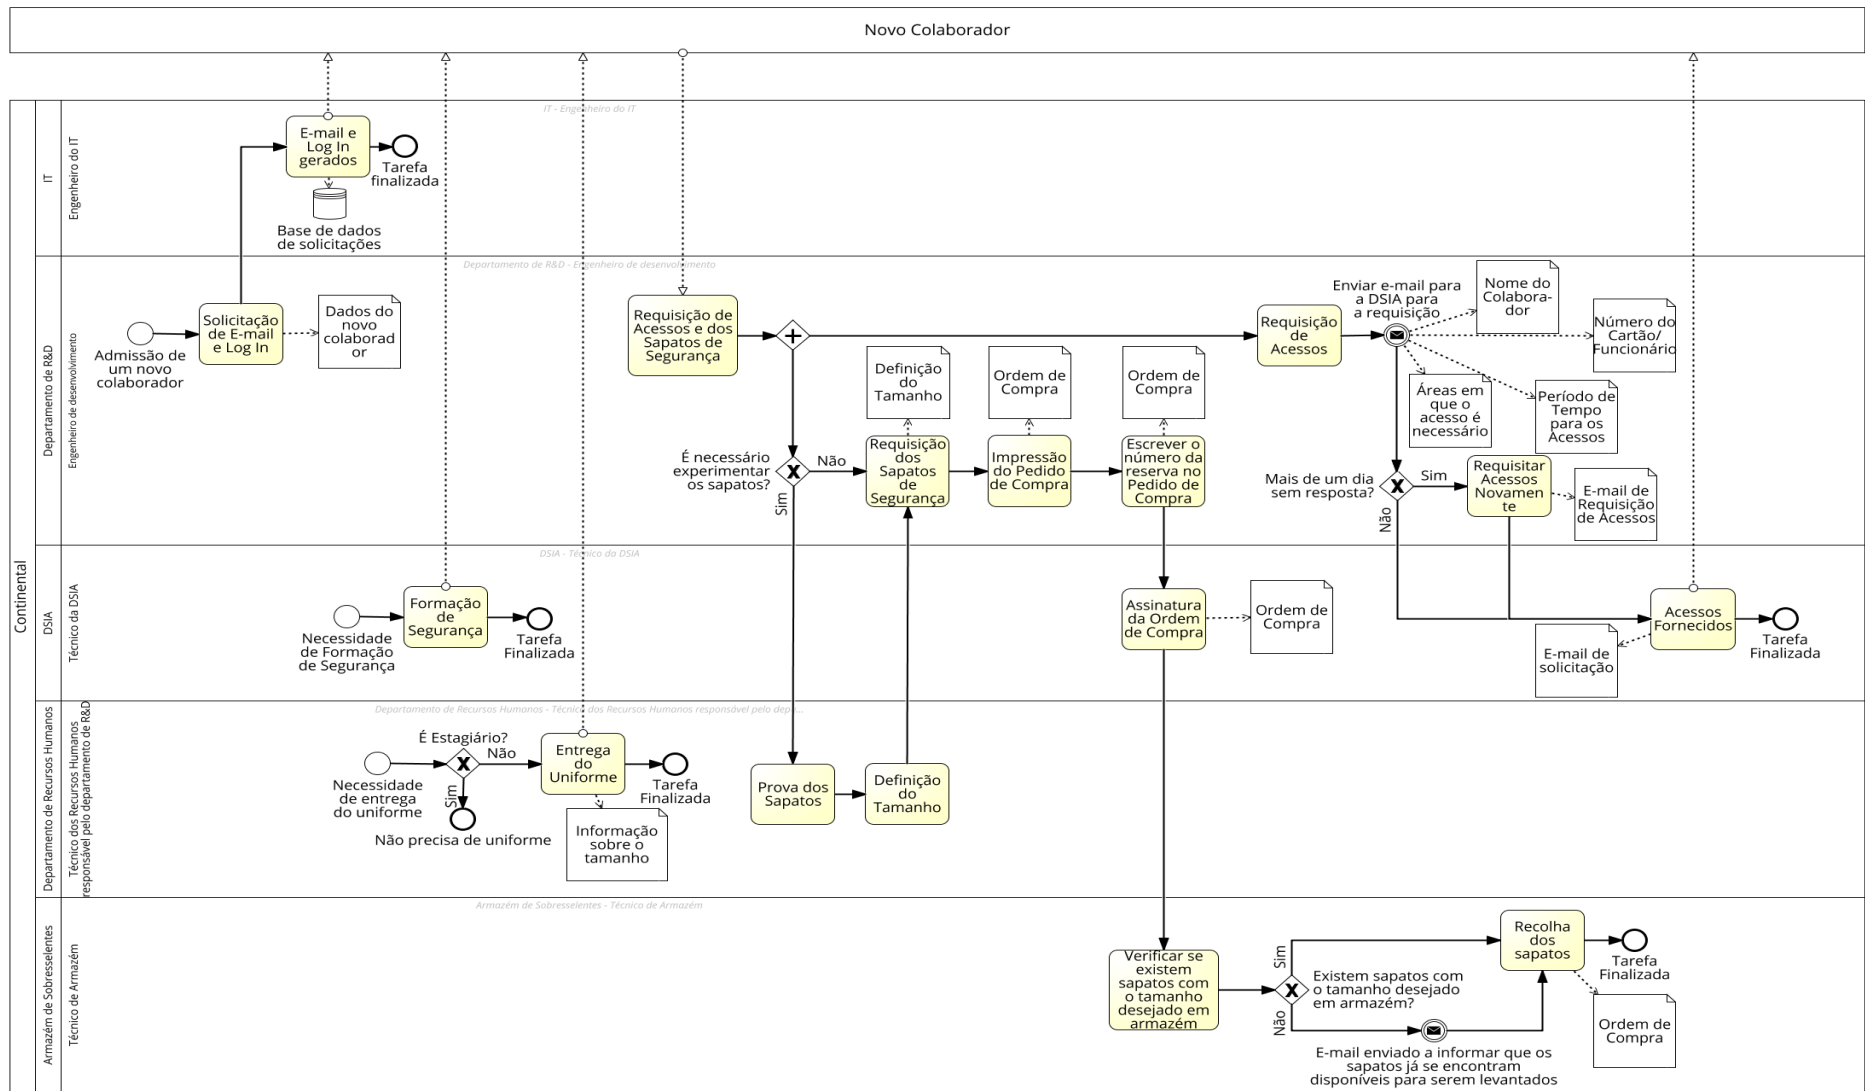 Novo Colaborador
Continental
IT
Engenheiro do IT
IT - Engenheiro do IT
E-mail e
Log In
gerados
Tarefa
finalizada
Base de dados
de solicitações
Departamento de R&D
Engenheiro de desenvolvimento
Departamento de R&D - Engenheiro de desenvolvimento
Admissão de
um novo
colaborador
Solicitação
de E-mail
e Log In
Dados do
novo
colaborad
or
Requisição de
Acessos e dos
Sapatos de
Segurança
É necessário
experimentar
os sapatos?
Não
Sim
Definição
do
Tamanho
Requisição
dos
Sapatos
de
Segurança
Ordem de
Compra
Impressão
do Pedido
de Compra
Ordem de
Compra
Escrever o
número da
reserva no
Pedido de
Compra
Requisição
de
Acessos
Enviar e-mail para
a DSIA para
a requisição
Nome do
Colabora-
dor
Número do
Cartão/
Funcionário
Áreas em
que o
acesso é
necessário
Período de
Tempo
para os
Acessos
Mais de um dia
sem resposta?
Sim
Não
Requisitar
Acessos
Novamen
te
E-mail de
Requisição
de Acessos
DSIA
Técnico da DSIA
DSIA - Técnico da DSIA
Necessidade
de Formação
de Segurança
Formação
de
Segurança
Tarefa
Finalizada
Assinatura
da Ordem
de Compra
Ordem de
Compra
E-mail de
solicitação
Acessos
Fornecidos
Tarefa
Finalizada
Departamento de Recursos Humanos
Técnico dos Recursos Humanos
responsável pelo departamento de R&D
Departamento de Recursos Humanos - Técnico dos Recursos Humanos responsável pelo depa...
É Estagiário?
Não
Sim
Necessidade
de entrega
do uniforme
Não precisa de uniforme
Entrega
do
Uniforme
Tarefa
Finalizada
Informação
sobre o
tamanho
Prova dos
Sapatos
Definição
do
Tamanho
Armazém de Sobresselentes
Técnico de Armazém
Armazém de Sobresselentes - Técnico de Armazém
Verificar se
existem
sapatos com
o tamanho
desejado em
armazém
Sim
Não
Existem sapatos com
o tamanho desejado
em armazém?
E-mail enviado a informar que os
sapatos já se encontram
disponíveis para serem levantados
Recolha
dos
sapatos
Tarefa
Finalizada
Ordem de
Compra